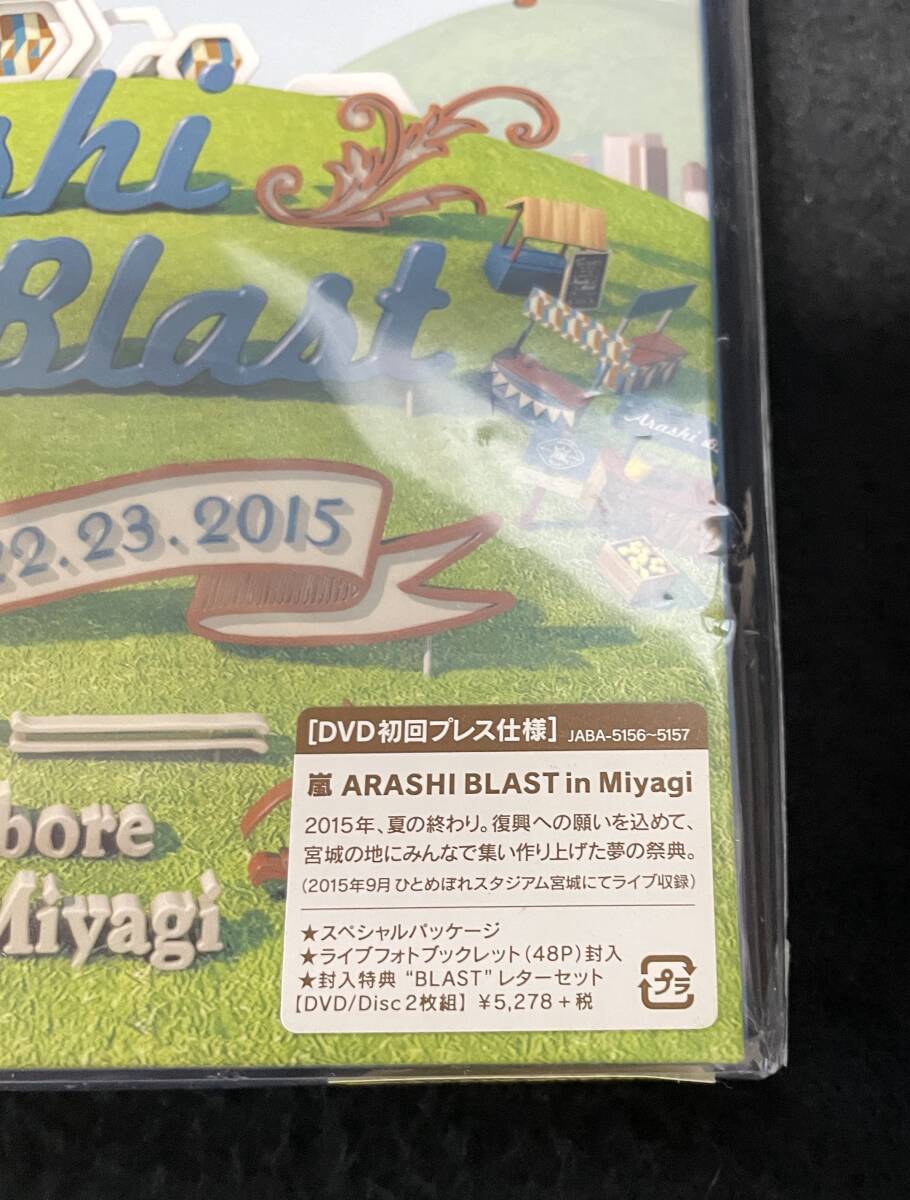 shi
Blast
22.23.2015
Arashi B
bore
Miyagi
[DVD初回プレス仕様] JABA-5156~5157
嵐 ARASHI BLAST in Miyagi
2015年、夏の終わり。復興への願いを込めて、
宮城の地にみんなで集い作り上げた夢の祭典。
(2015年9月 ひとめぼれスタジアム宮城にてライブ収録)
★スペシャルパッケージ
★ライブフォトブックレット(48P)封入
★封入特典 "BLAST" レターセット
【DVD/Disc2枚組】 ¥5,278+税
プラ